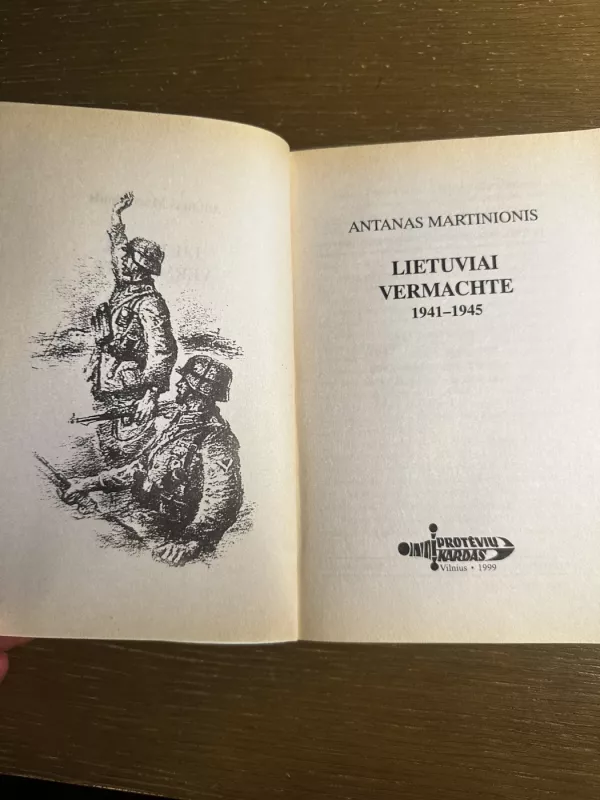 ANTANAS MARTINIONIS
LIETUVIAI
VERMACHTE
1941–1945
PROTĖVIŲ
KARDAS
Vilnius • 1999